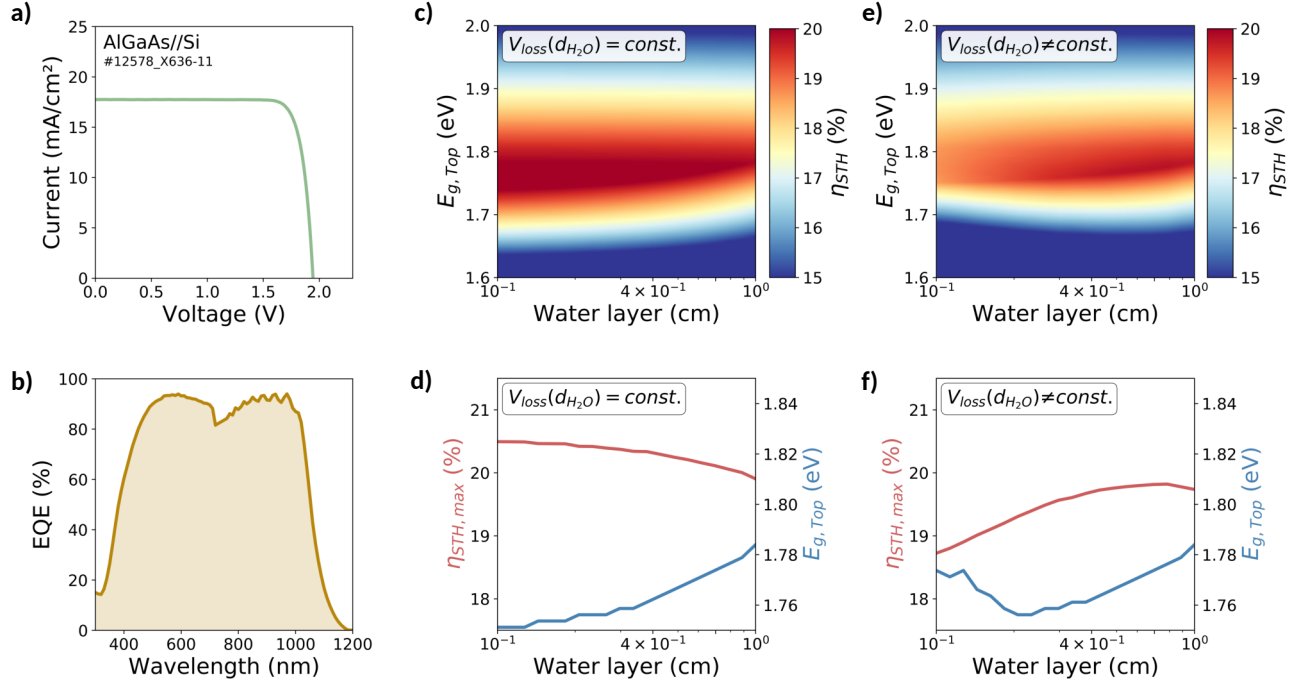 a)
AlGaAs//Si
#12578_X636-11
Current (mA/cm²)
25
20
15
10
5
0
0.0 0.5 1.0 1.5 2.0
Voltage (V)
b)
EQE (%)
100
80
60
40
20
0
400 600 800 1000 1200
Wavelength (nm)
c)
V_loss(d_H₂O) = const.
E_g,Top (eV)
2.0
1.9
1.8
1.7
1.6
10⁻¹ 4 × 10⁻¹ 10⁰
Water layer (cm)
20
19
18
17
16
15
η_STH (%)
d)
V_loss(d_H₂O) = const.
η_STH,max (%)
21
20
19
18
1.84
1.82
1.80
1.78
1.76
E_g,Top (eV)
10⁻¹ 4 × 10⁻¹ 10⁰
Water layer (cm)
e)
V_loss(d_H₂O) ≠ const.
E_g,Top (eV)
2.0
1.9
1.8
1.7
1.6
10⁻¹ 4 × 10⁻¹ 10⁰
Water layer (cm)
20
19
18
17
16
15
η_STH (%)
f)
V_loss(d_H₂O) ≠ const.
η_STH,max (%)
21
20
19
18
1.84
1.82
1.80
1.78
1.76
E_g,Top (eV)
10⁻¹ 4 × 10⁻¹ 10⁰
Water layer (cm)